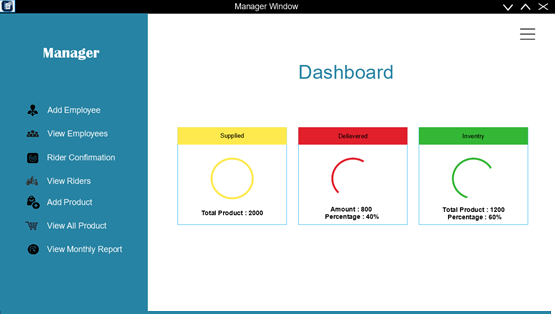 Manager Window
Manager
Add Employee
View Employees
Rider Confirmation
View Riders
Add Product
View All Product
View Monthly Report
Dashboard
Supplied
Total Product : 2000
Delievered
Amount : 800
Percentage : 40%
Inventry
Total Product : 1200
Percentage : 60%